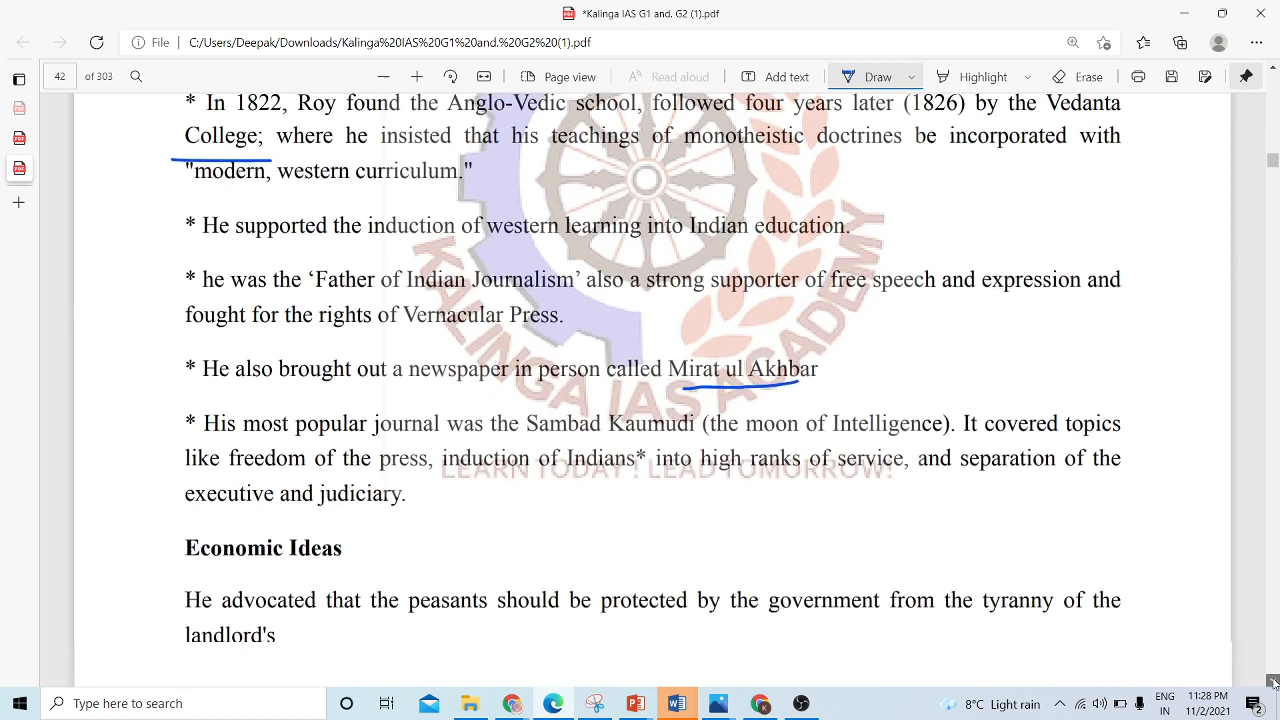 *Kalinga IAS G1 and. G2 (1).pdf
File | C:/Users/Deepak/Downloads/Kalinga%20IAS%20G1%20and.%20G2%20(1).pdf
42 of 303 Page view Read aloud Add text Draw Highlight Erase
* In 1822, Roy found the Anglo-Vedic school, followed four years later (1826) by the Vedanta
College; where he insisted that his teachings of monotheistic doctrines be incorporated with
"modern, western curriculum."
* He supported the induction of western learning into Indian education.
* he was the ‘Father of Indian Journalism’ also a strong supporter of free speech and expression and
fought for the rights of Vernacular Press.
* He also brought out a newspaper in person called Mirat ul Akhbar
* His most popular journal was the Sambad Kaumudi (the moon of Intelligence). It covered topics
like freedom of the press, induction of Indians* into high ranks of service, and separation of the
executive and judiciary.
KALINGA IAS ACADEMY
LEARN TODAY ! LEAD TOMORROW!
Economic Ideas
He advocated that the peasants should be protected by the government from the tyranny of the
landlord's
Type here to search 8°C Light rain ENG 11:28 PM
IN 11/2/2021 2